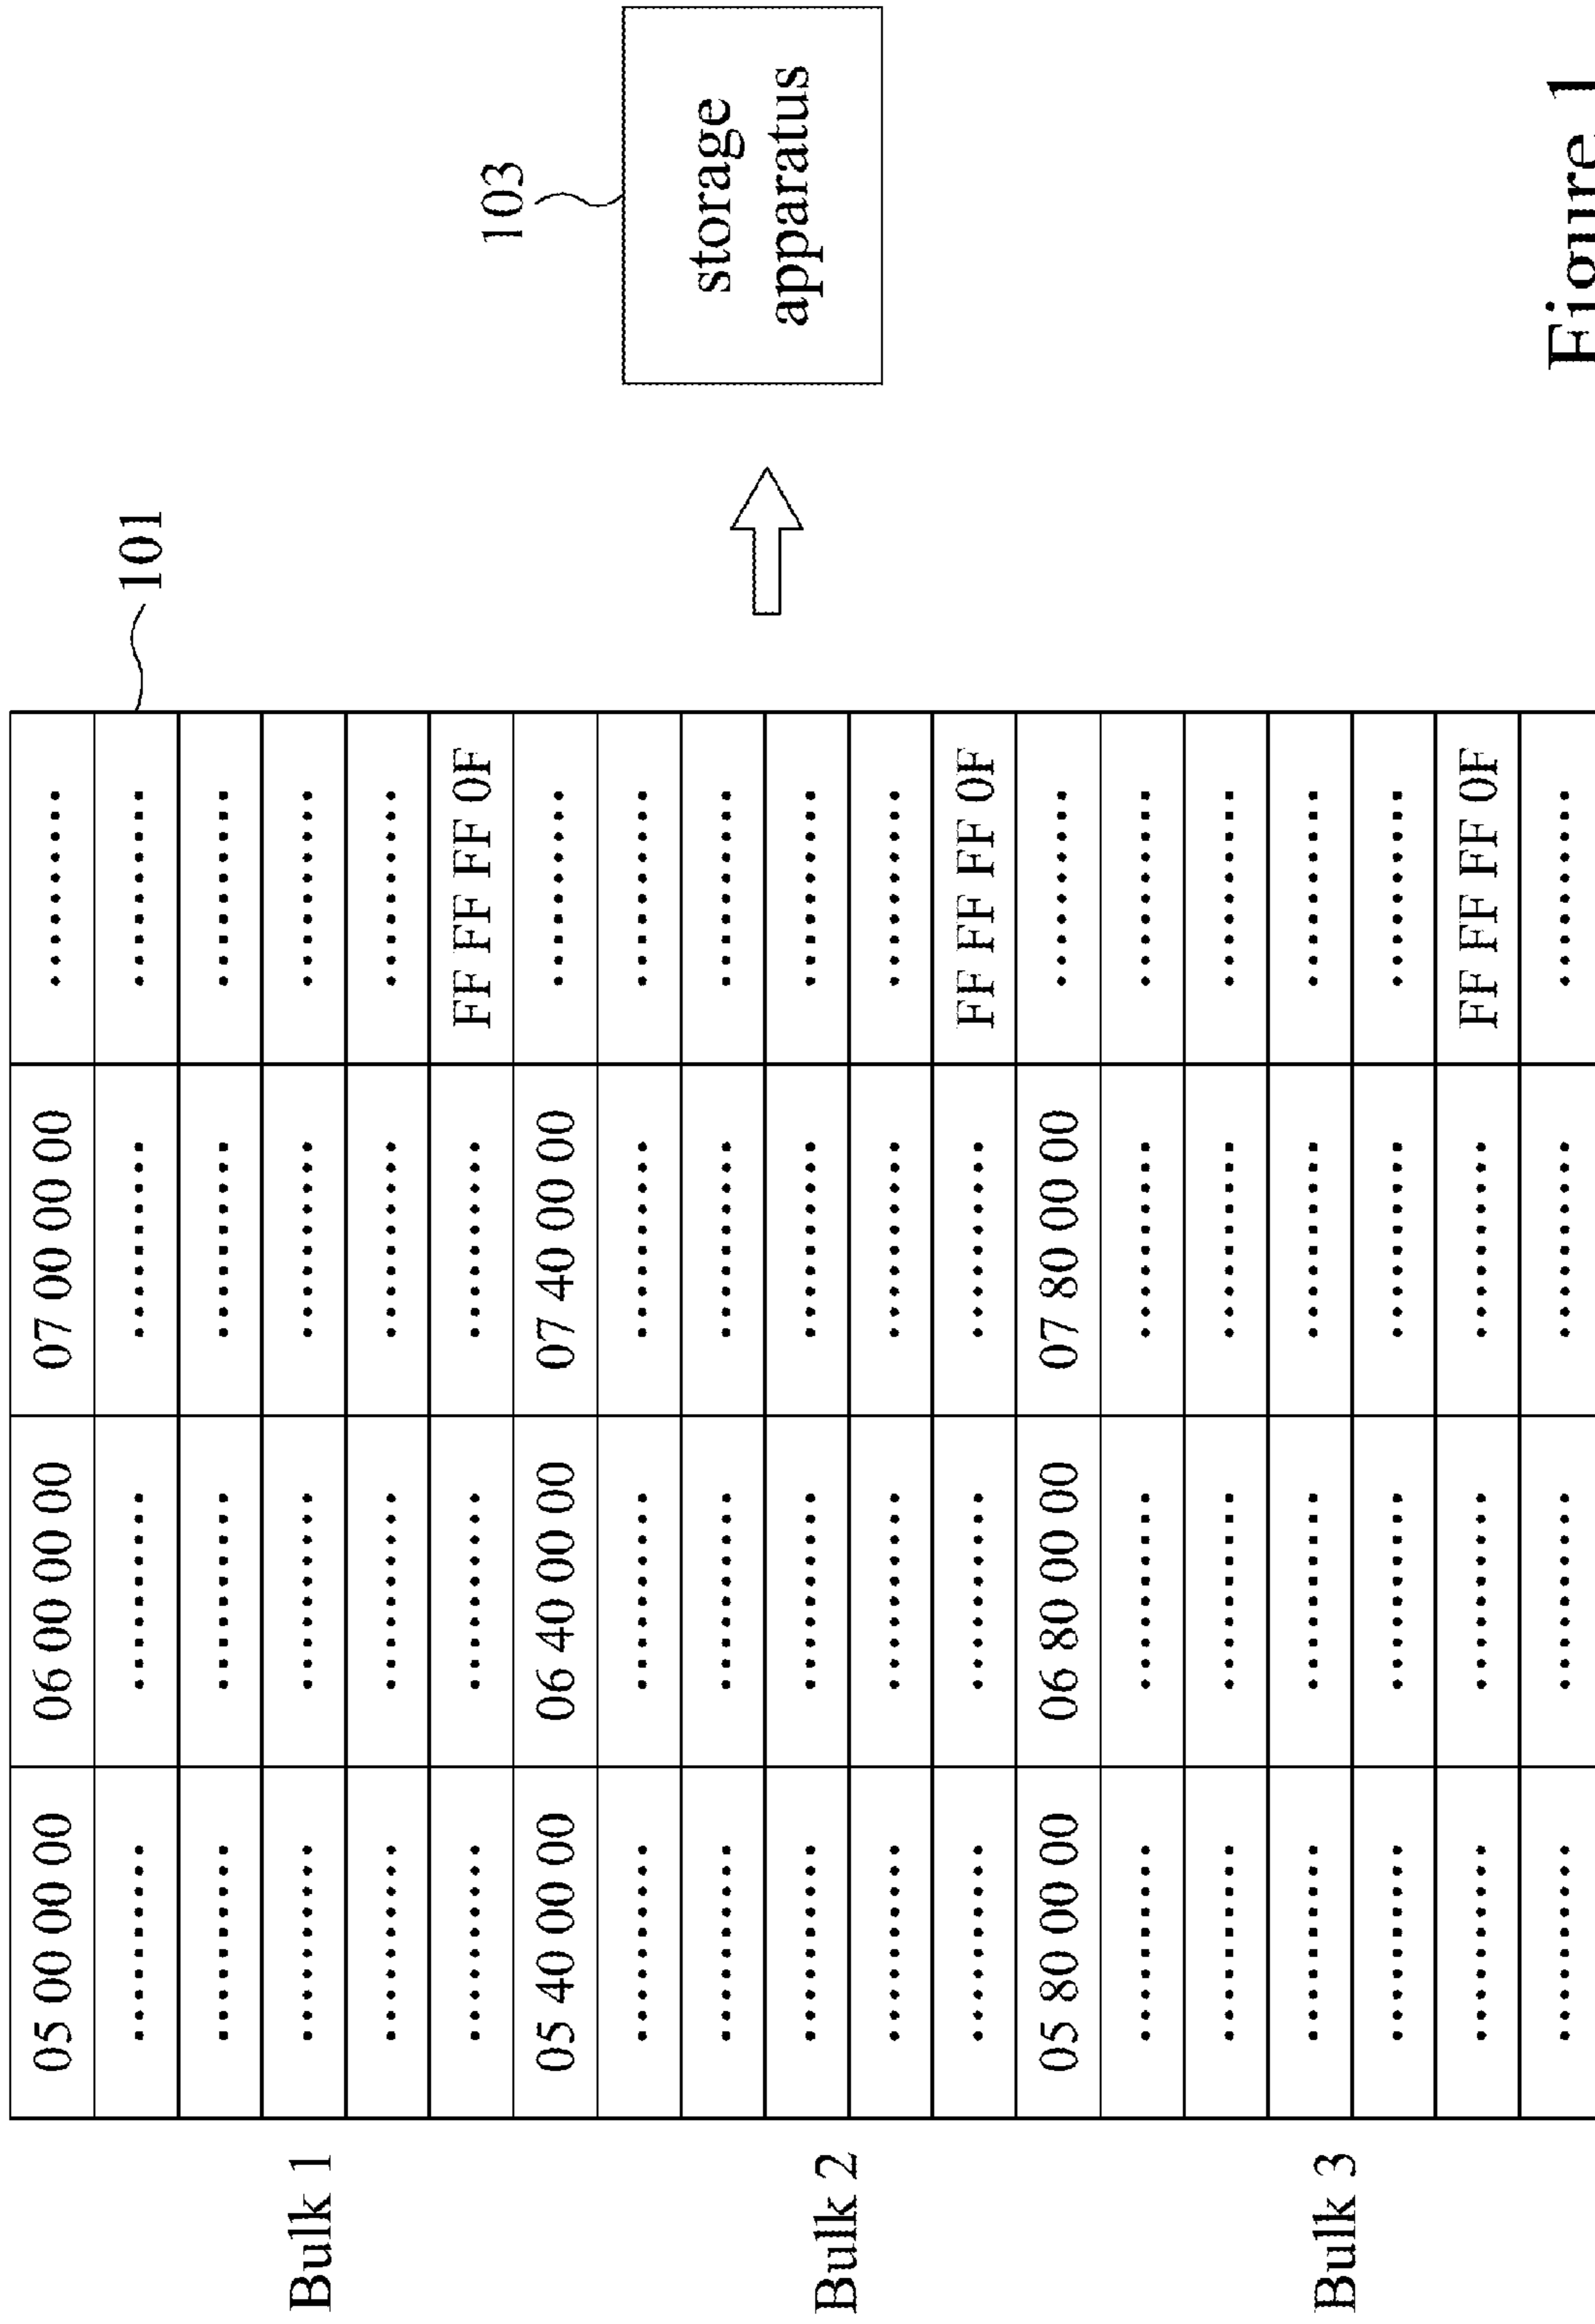 05 00 00 00 06 00 00 00 07 00 00 00 ..........
.......... .......... .......... .......... 101
.......... .......... .......... ..........
Bulk 1 .......... .......... .......... ..........
.......... .......... .......... ..........
.......... .......... .......... FF FF FF 0F
103
05 40 00 00 06 40 00 00 07 40 00 00 ..........
.......... .......... .......... ..........
.......... .......... .......... ..........
storage
Bulk 2 .......... .......... .......... ..........
apparatus
.......... .......... .......... ..........
.......... .......... .......... FF FF FF 0F
05 80 00 00 06 80 00 00 07 80 00 00 ..........
.......... .......... .......... ..........
.......... .......... .......... ..........
Bulk 3 .......... .......... .......... ..........
.......... .......... .......... ..........
.......... .......... .......... FF FF FF 0F
.......... .......... .......... ..........
Figure 1